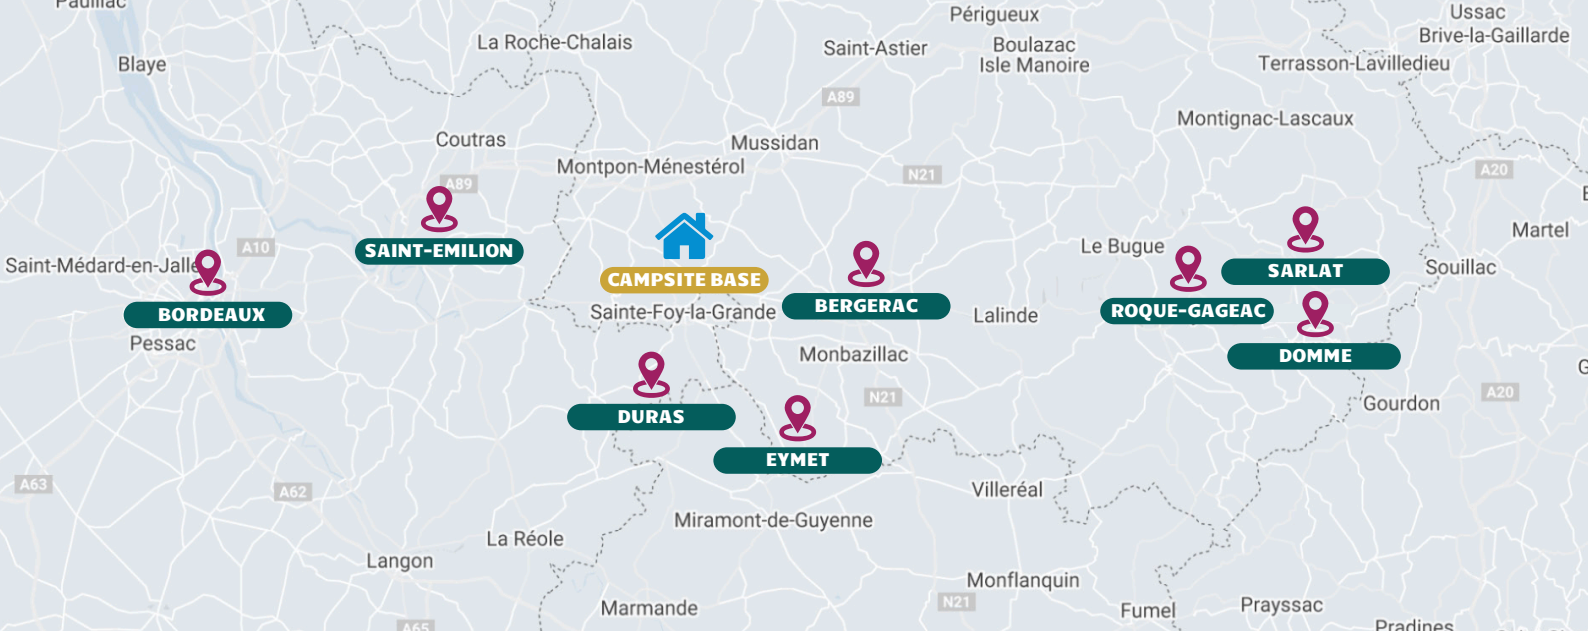 Pauillac
Périgueux
Ussac
Brive-la-Gaillarde
La Roche-Chalais
Saint-Astier
Boulazac
Isle Manoire
Blaye
Terrasson-Lavilledieu
A89
Montignac-Lascaux
Coutras
Mussidan
Montpon-Ménestérol
A89
N21
A20
Martel
A10
Le Bugue
SAINT-EMILION
Saint-Médard-en-Jalle
Souillac
SARLAT
CAMPSITE BASE
BERGERAC
BORDEAUX
Sainte-Foy-la-Grande
Lalinde
ROQUE-GAGEAC
Pessac
Monbazillac
DOMME
N21
A20
Gourdon
DURAS
EYMET
A63
A62
Villeréal
Miramont-de-Guyenne
La Réole
Langon
Monflanquin
N21
Marmande
Fumel
Prayssac
A65
Pradines